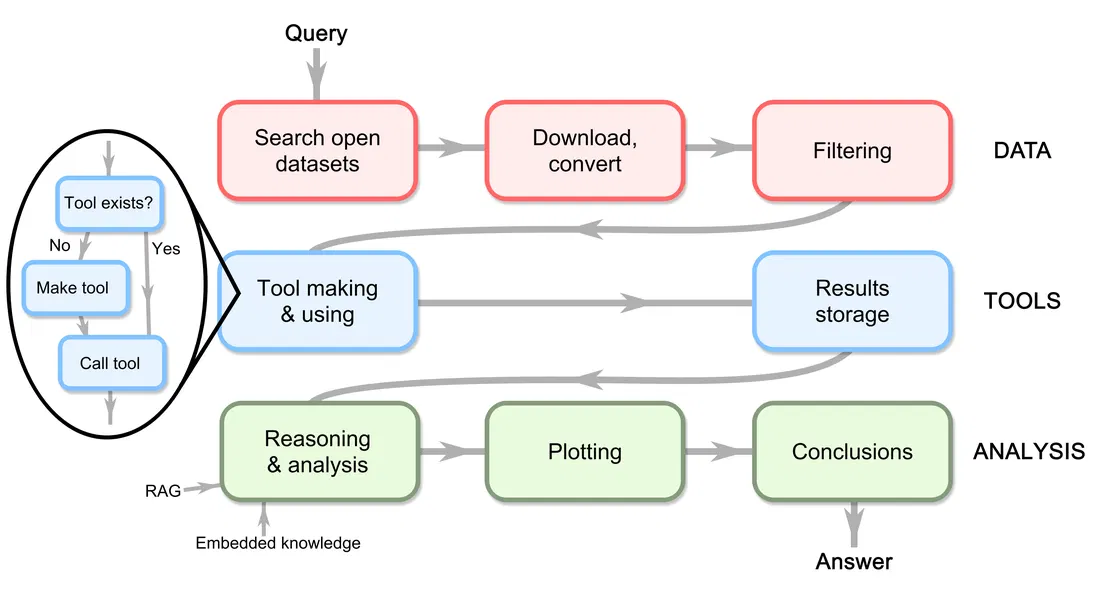 Query
Search open
datasets
Download,
convert
Filtering
DATA
Tool exists?
No
Yes
Make tool
Call tool
Tool making
& using
Results
storage
TOOLS
Reasoning
& analysis
Plotting
Conclusions
ANALYSIS
RAG
Embedded knowledge
Answer